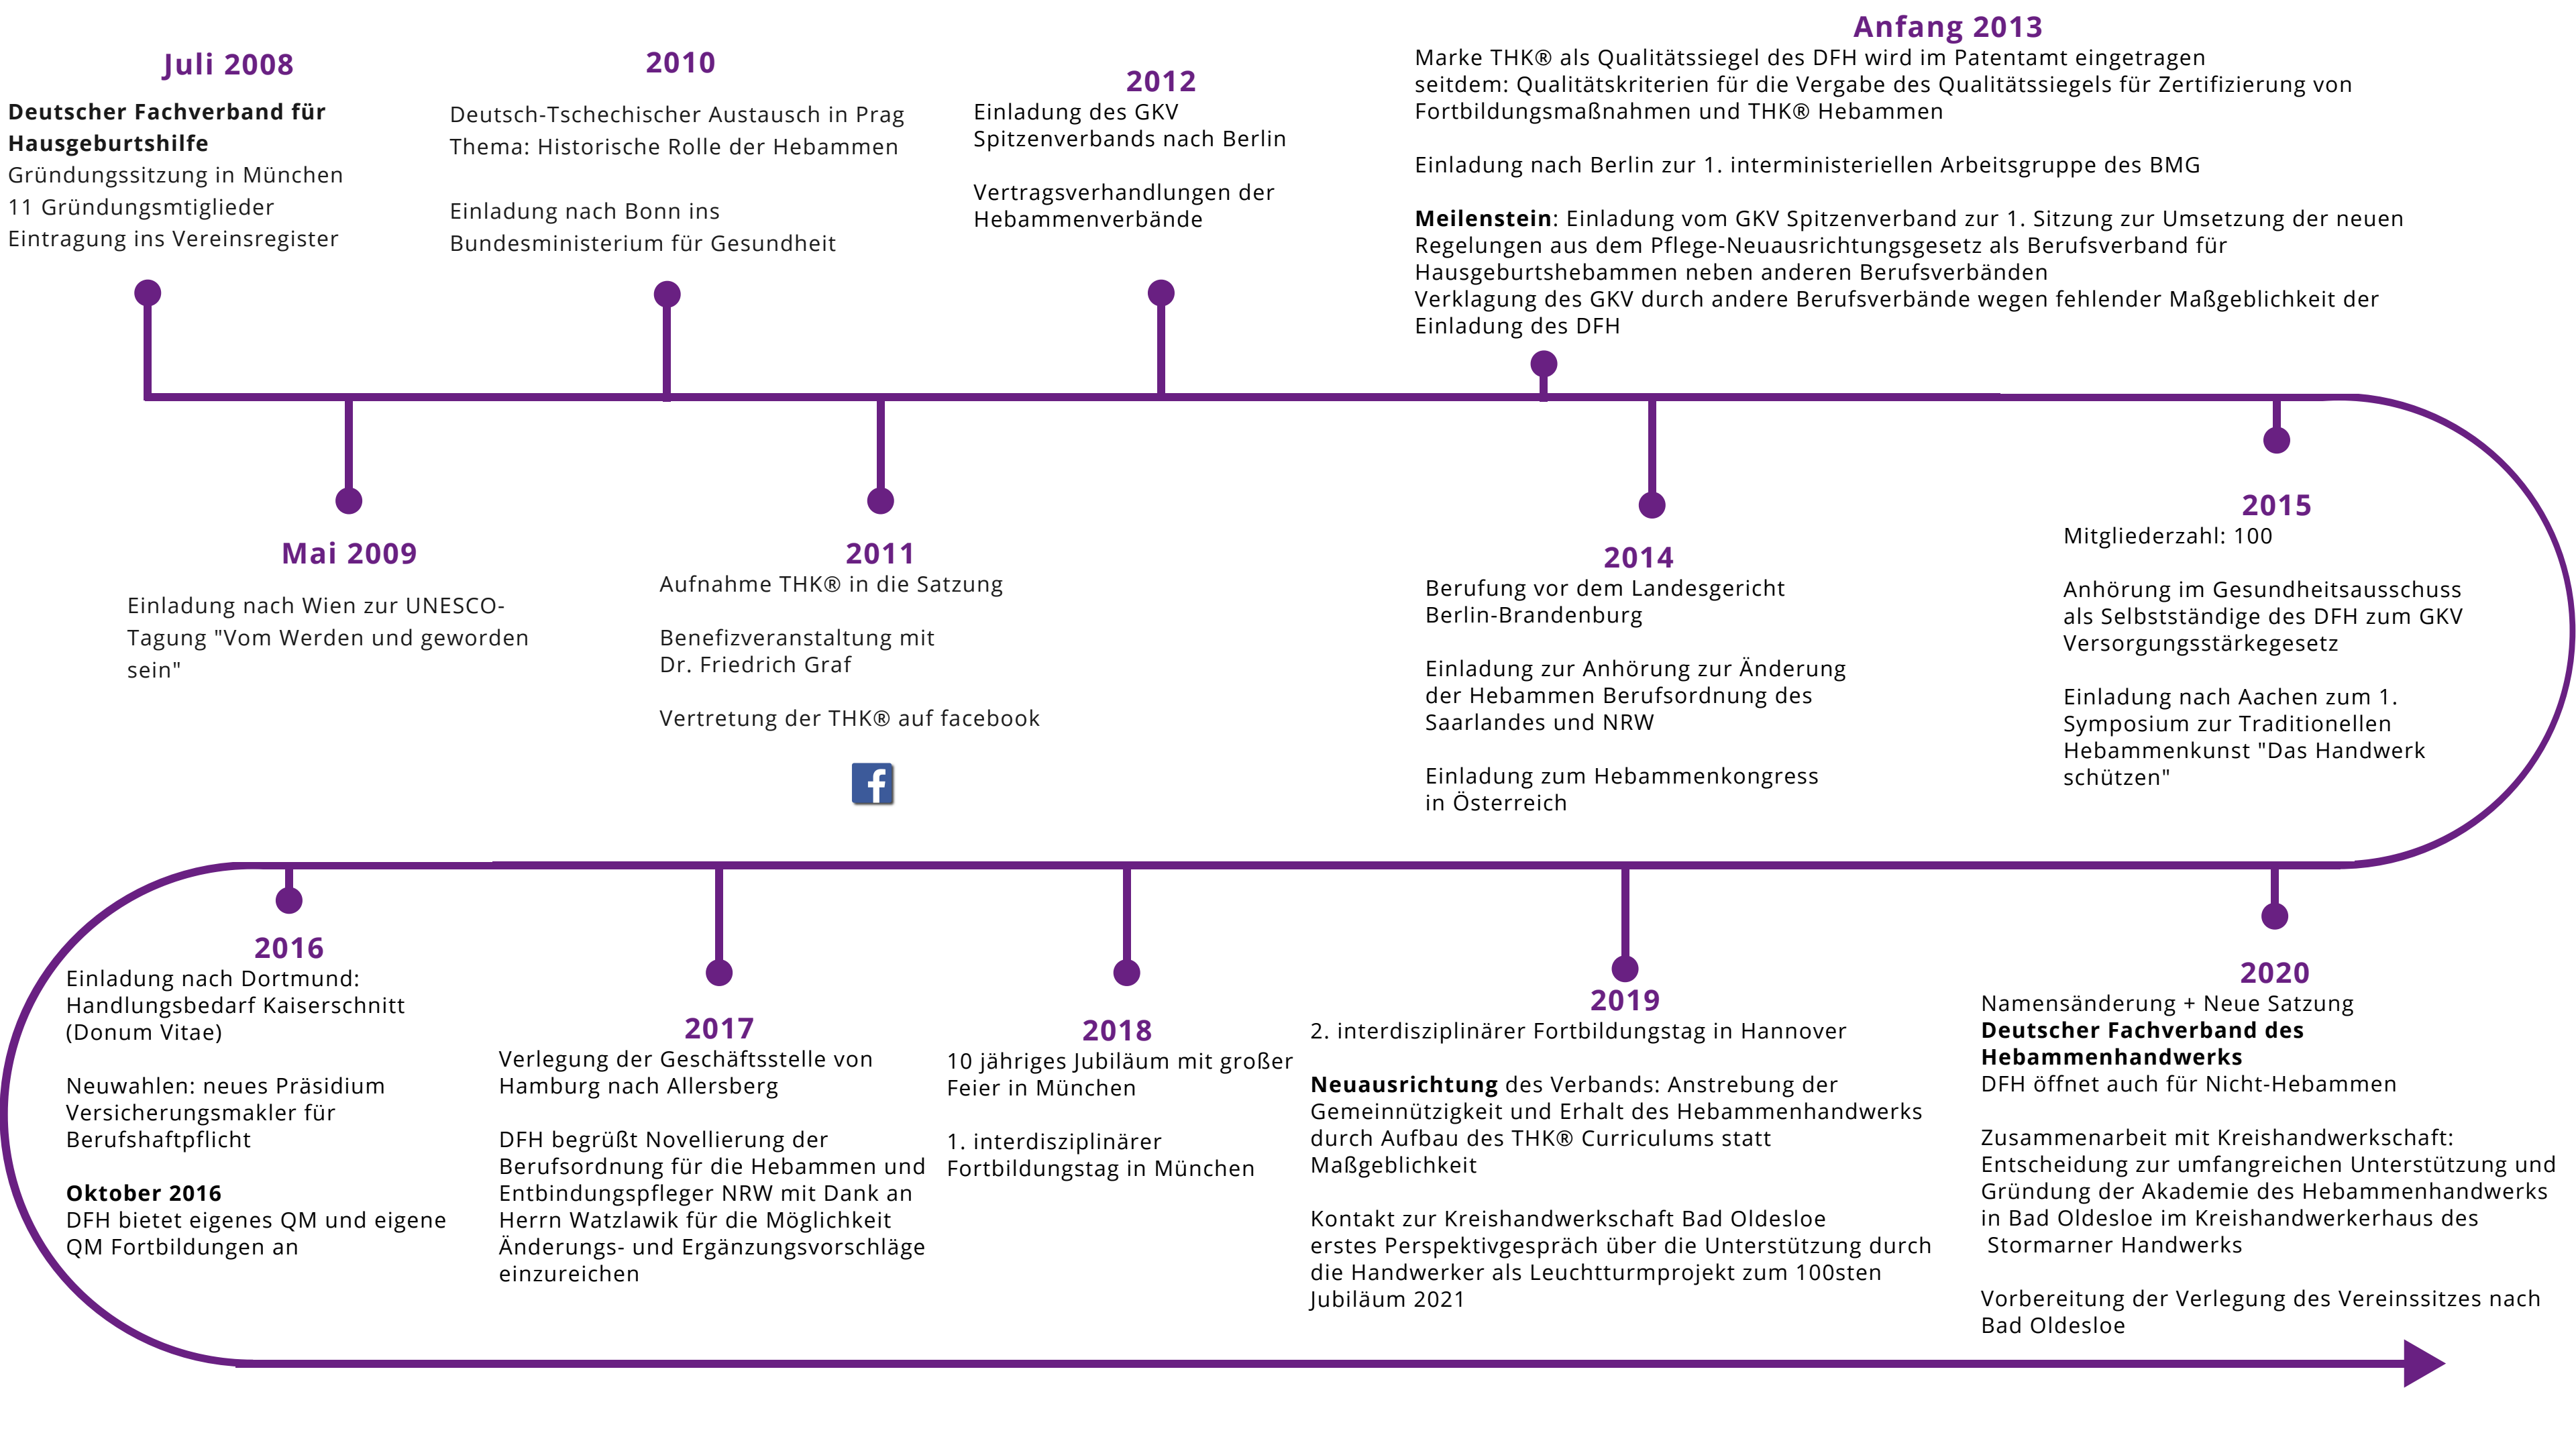 Juli 2008
Deutscher Fachverband für
Hausgeburtshilfe
Gründungssitzung in München
11 Gründungsmtiglieder
Eintragung ins Vereinsregister
Mai 2009
Einladung nach Wien zur UNESCO-
Tagung "Vom Werden und geworden
sein"
2010
Deutsch-Tschechischer Austausch in Prag
Thema: Historische Rolle der Hebammen
Einladung nach Bonn ins
Bundesministerium für Gesundheit
2011
Aufnahme THK® in die Satzung
Benefizveranstaltung mit
Dr. Friedrich Graf
Vertretung der THK® auf facebook
f
2012
Einladung des GKV
Spitzenverbands nach Berlin
Vertragsverhandlungen der
Hebammenverbände
Anfang 2013
Marke THK® als Qualitätssiegel des DFH wird im Patentamt eingetragen
seitdem: Qualitätskriterien für die Vergabe des Qualitätssiegels für Zertifizierung von
Fortbildungsmaßnahmen und THK® Hebammen
Einladung nach Berlin zur 1. interministeriellen Arbeitsgruppe des BMG
Meilenstein: Einladung vom GKV Spitzenverband zur 1. Sitzung zur Umsetzung der neuen
Regelungen aus dem Pflege-Neuausrichtungsgesetz als Berufsverband für
Hausgeburtshebammen neben anderen Berufsverbänden
Verklagung des GKV durch andere Berufsverbände wegen fehlender Maßgeblichkeit der
Einladung des DFH
2014
Berufung vor dem Landesgericht
Berlin-Brandenburg
Einladung zur Anhörung zur Änderung
der Hebammen Berufsordnung des
Saarlandes und NRW
Einladung zum Hebammenkongress
in Österreich
2015
Mitgliederzahl: 100
Anhörung im Gesundheitsausschuss
als Selbstständige des DFH zum GKV
Versorgungsstärkegesetz
Einladung nach Aachen zum 1.
Symposium zur Traditionellen
Hebammenkunst "Das Handwerk
schützen"
2016
Einladung nach Dortmund:
Handlungsbedarf Kaiserschnitt
(Donum Vitae)
Neuwahlen: neues Präsidium
Versicherungsmakler für
Berufshaftpflicht
Oktober 2016
DFH bietet eigenes QM und eigene
QM Fortbildungen an
2017
Verlegung der Geschäftsstelle von
Hamburg nach Allersberg
DFH begrüßt Novellierung der
Berufsordnung für die Hebammen und
Entbindungspfleger NRW mit Dank an
Herrn Watzlawik für die Möglichkeit
Änderungs- und Ergänzungsvorschläge
einzureichen
2018
10 jähriges Jubiläum mit großer
Feier in München
1. interdisziplinärer
Fortbildungstag in München
2019
2. interdisziplinärer Fortbildungstag in Hannover
Neuausrichtung des Verbands: Anstrebung der
Gemeinnützigkeit und Erhalt des Hebammenhandwerks
durch Aufbau des THK® Curriculums statt
Maßgeblichkeit
Kontakt zur Kreishandwerkschaft Bad Oldesloe
erstes Perspektivgespräch über die Unterstützung durch
die Handwerker als Leuchtturmprojekt zum 100sten
Jubiläum 2021
2020
Namensänderung + Neue Satzung
Deutscher Fachverband des
Hebammenhandwerks
DFH öffnet auch für Nicht-Hebammen
Zusammenarbeit mit Kreishandwerkschaft:
Entscheidung zur umfangreichen Unterstützung und
Gründung der Akademie des Hebammenhandwerks
in Bad Oldesloe im Kreishandwerkerhaus des
Stormarner Handwerks
Vorbereitung der Verlegung des Vereinssitzes nach
Bad Oldesloe